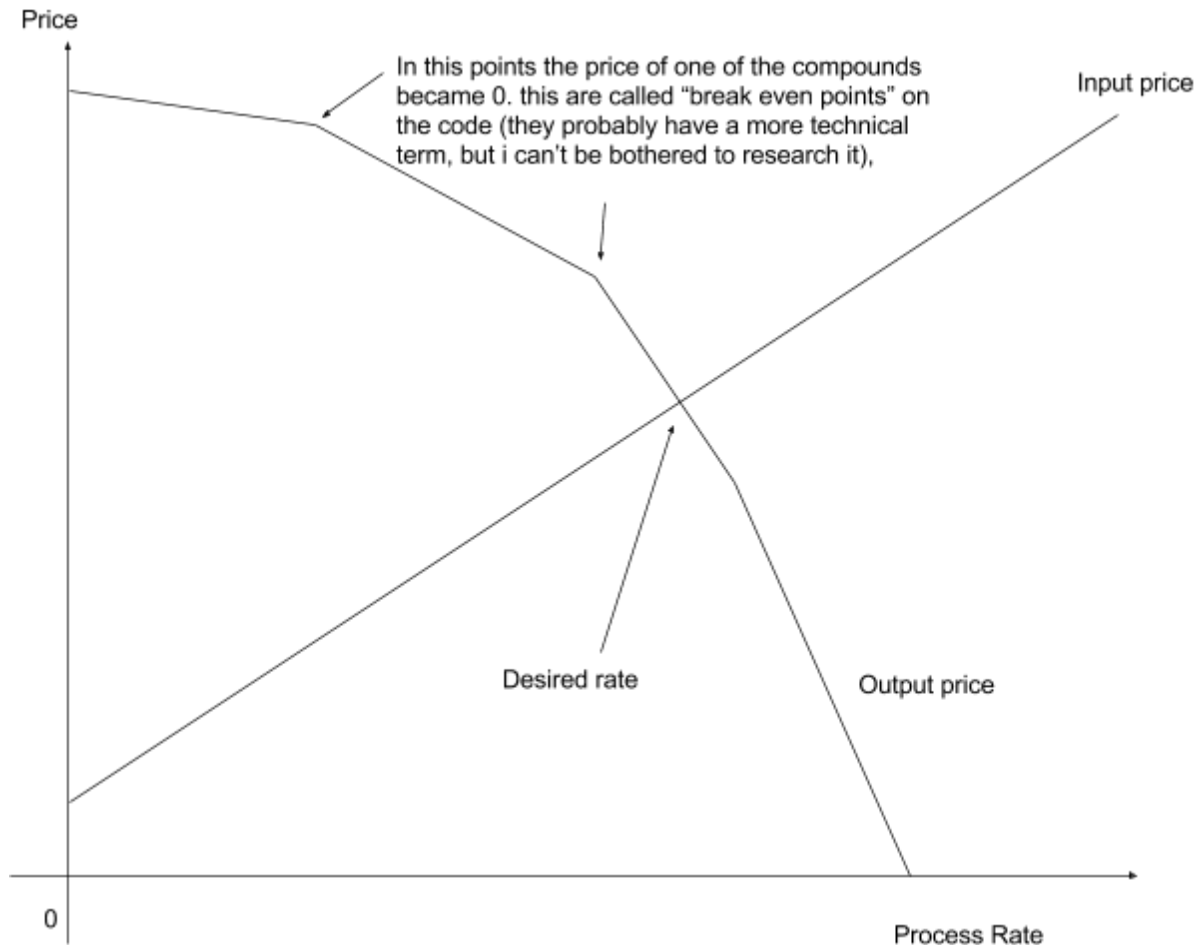 Price
In this points the price of one of the compounds
became 0. this are called “break even points” on
the code (they probably have a more technical
term, but i can’t be bothered to research it),
Input price
Desired rate
Output price
0
Process Rate